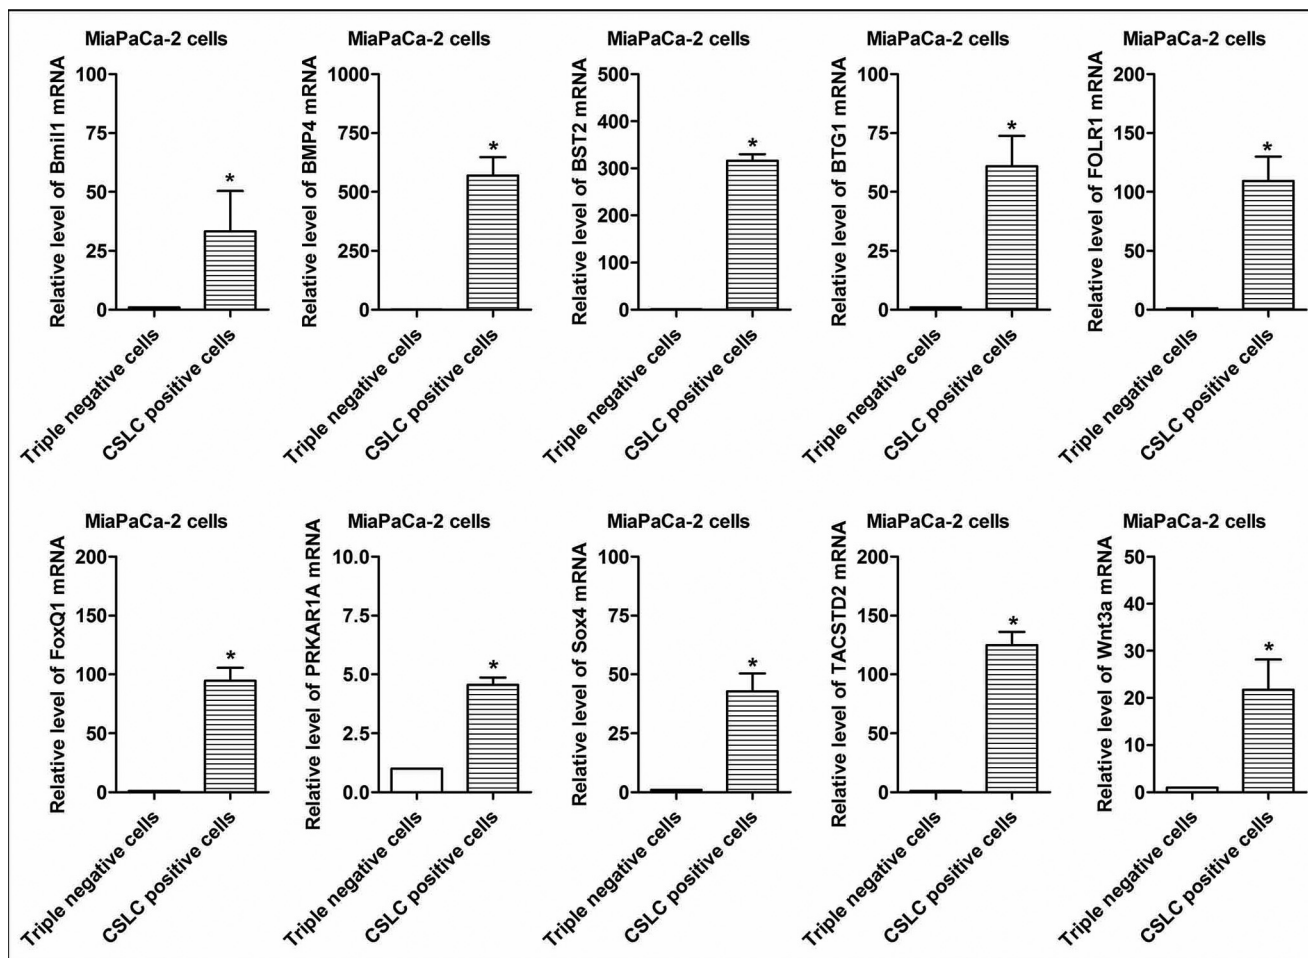 MiaPaCa-2 cells
Relative level of Bmil1 mRNA
100
75
50
25
0
*
Triple negative cells
CSLC positive cells
MiaPaCa-2 cells
Relative level of BMP4 mRNA
1000
750
500
250
0
*
Triple negative cells
CSLC positive cells
MiaPaCa-2 cells
Relative level of BST2 mRNA
500
400
300
200
100
0
*
Triple negative cells
CSLC positive cells
MiaPaCa-2 cells
Relative level of BTG1 mRNA
100
75
50
25
0
*
Triple negative cells
CSLC positive cells
MiaPaCa-2 cells
Relative level of FOLR1 mRNA
200
150
100
50
0
*
Triple negative cells
CSLC positive cells
MiaPaCa-2 cells
Relative level of FoxQ1 mRNA
200
150
100
50
0
*
Triple negative cells
CSLC positive cells
MiaPaCa-2 cells
Relative level of PRKAR1A mRNA
10.0
7.5
5.0
2.5
0.0
*
Triple negative cells
CSLC positive cells
MiaPaCa-2 cells
Relative level of Sox4 mRNA
100
75
50
25
0
*
Triple negative cells
CSLC positive cells
MiaPaCa-2 cells
Relative level of TACSTD2 mRNA
200
150
100
50
0
*
Triple negative cells
CSLC positive cells
MiaPaCa-2 cells
Relative level of Wnt3a mRNA
50
40
30
20
10
0
*
Triple negative cells
CSLC positive cells